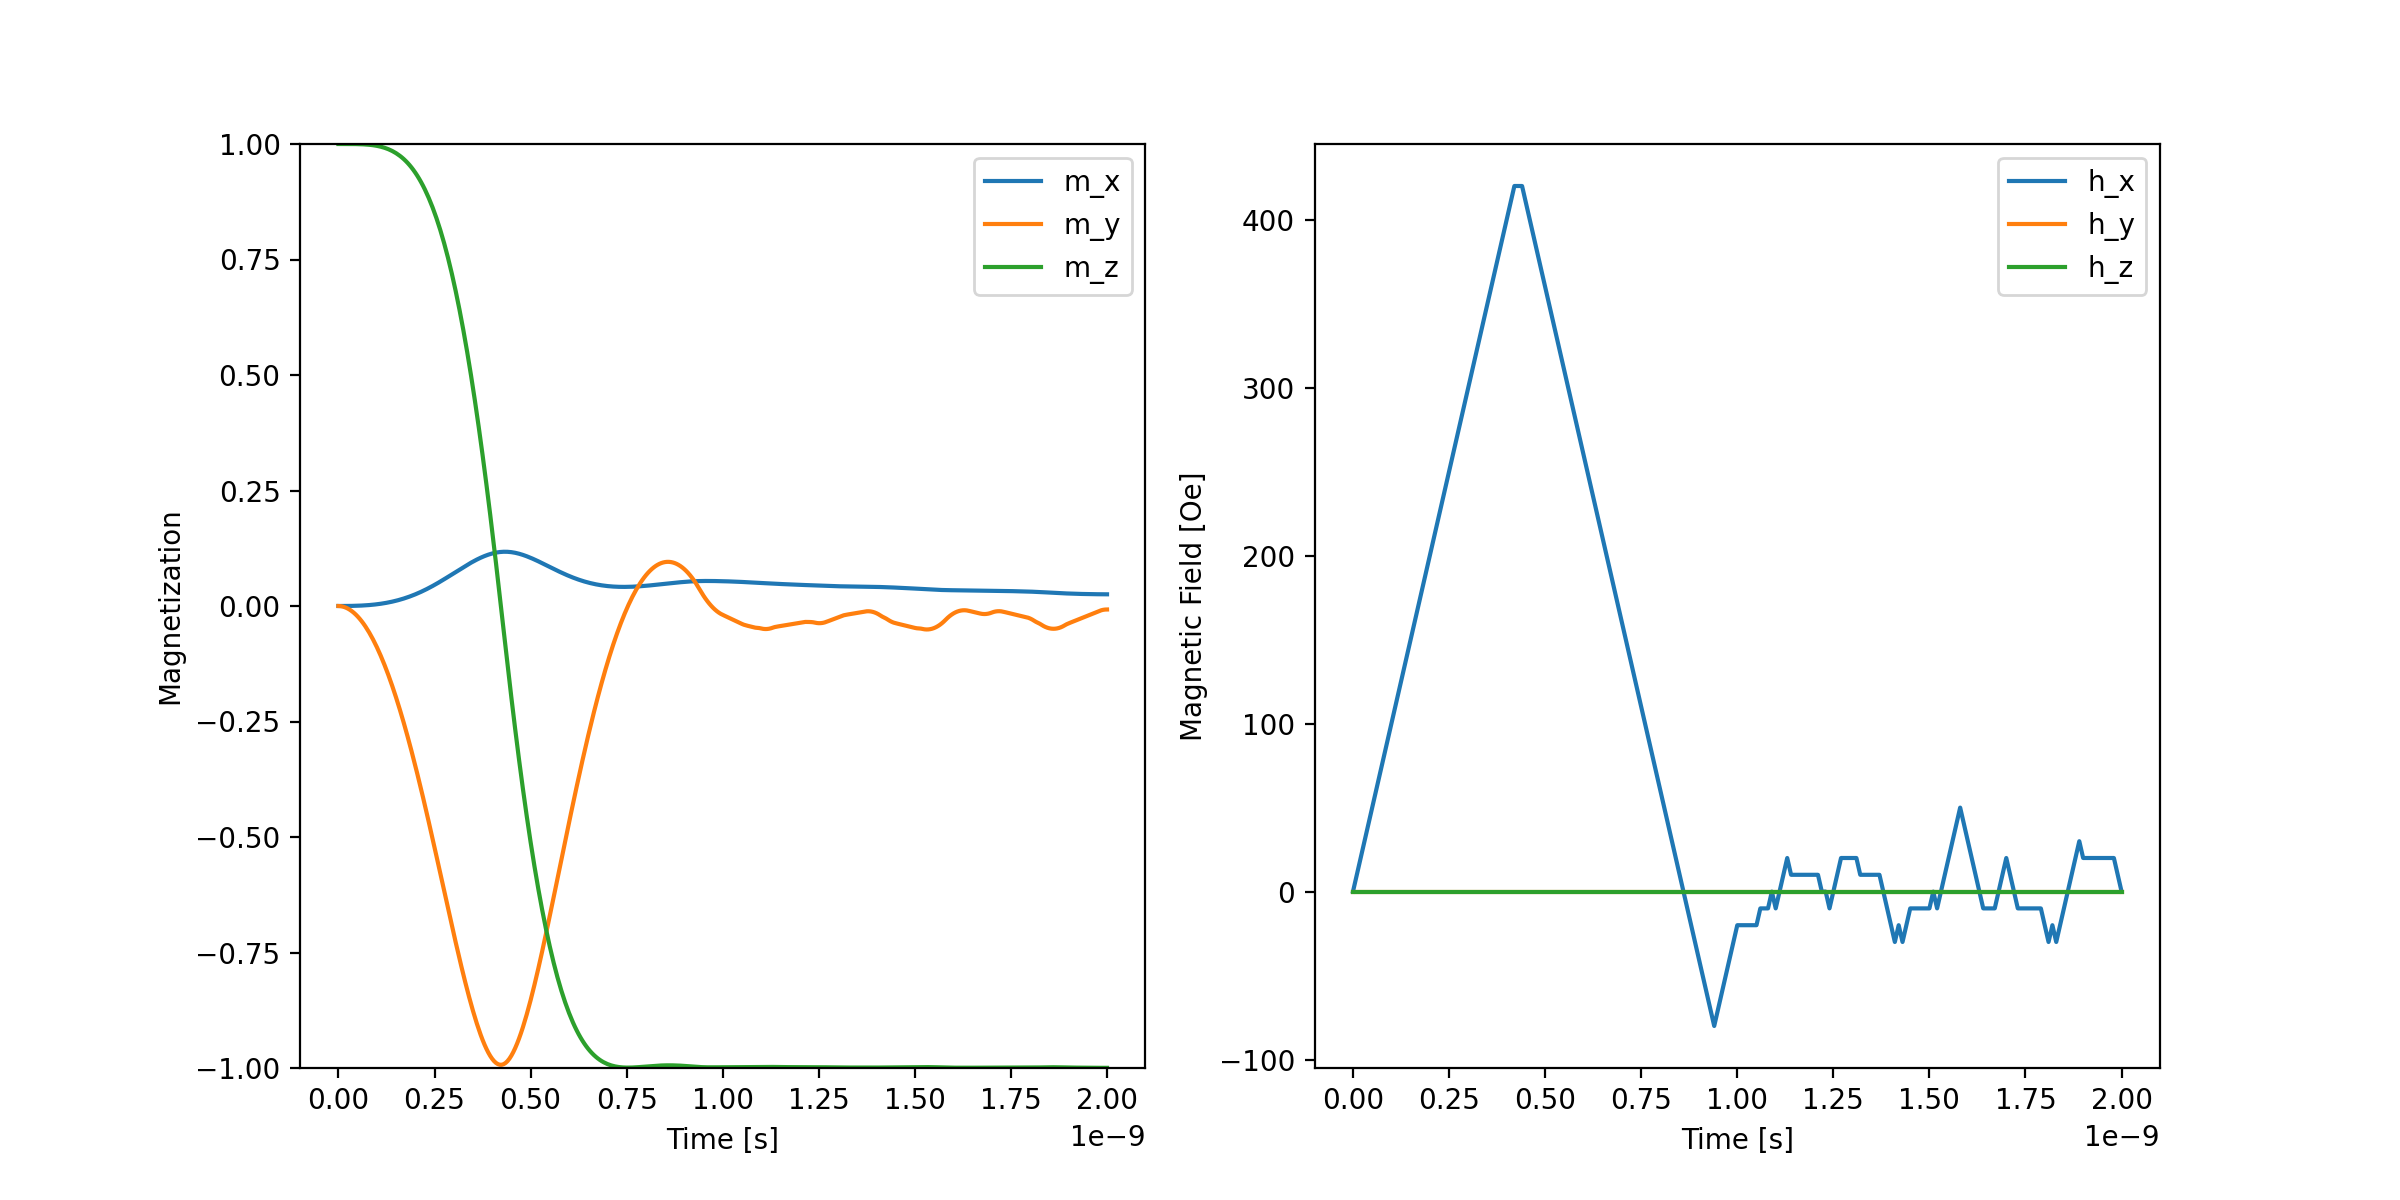 1.00
0.75
0.50
0.25
0.00
−0.25
−0.50
−0.75
−1.00
Magnetization
0.00 0.25 0.50 0.75 1.00 1.25 1.50 1.75 2.00
Time [s]
1e−9
m_x
m_y
m_z
400
300
200
100
0
−100
Magnetic Field [Oe]
0.00 0.25 0.50 0.75 1.00 1.25 1.50 1.75 2.00
Time [s]
1e−9
h_x
h_y
h_z